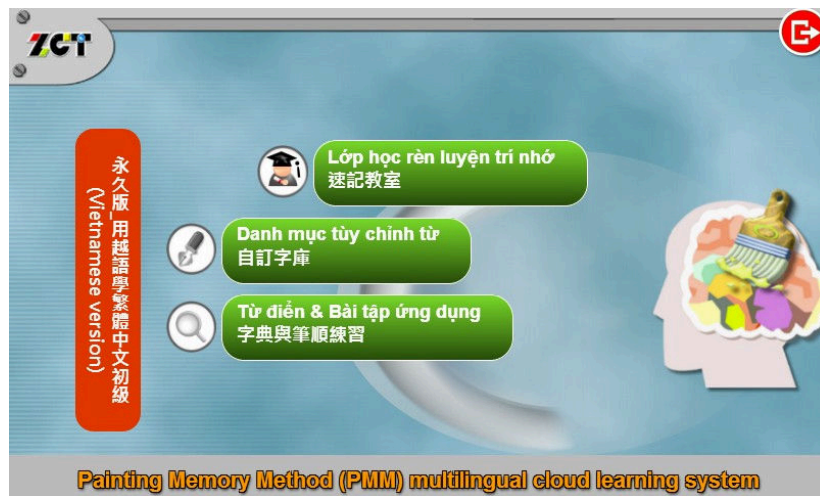 ZCT
永久版_用越語學繁體中文初級
(Vietnamese version)
Lớp học rèn luyện trí nhớ
速記教室
Danh mục tùy chỉnh từ
自訂字庫
Từ điển & Bài tập ứng dụng
字典與筆順練習
Painting Memory Method (PMM) multilingual cloud learning system